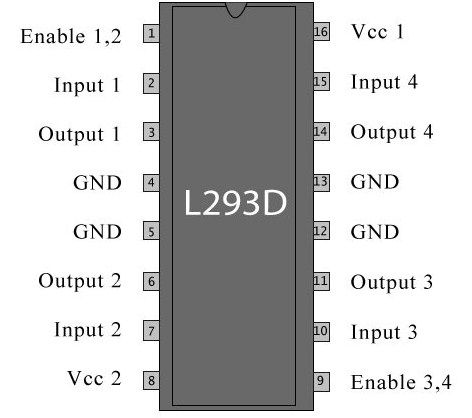 Enable 1,2 1 16 Vcc 1
Input 1 2 15 Input 4
Output 1 3 14 Output 4
GND 4 13 GND
L293D
GND 5 12 GND
Output 2 6 11 Output 3
Input 2 7 10 Input 3
Vcc 2 8 9 Enable 3,4